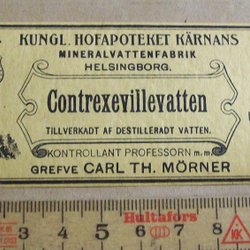 KUNGL. HOFAPOTEKET KÄRNANS
MINERALVATTENFABRIK
HELSINGBORG.
Contrexevillevatten
TILLVERKADT AF DESTILLERADT VATTEN.
KONTROLLANT PROFESSORN m.m.
GREFVE CARL TH. MÖRNER
Hultafors
3 4 5 6 7 8 9